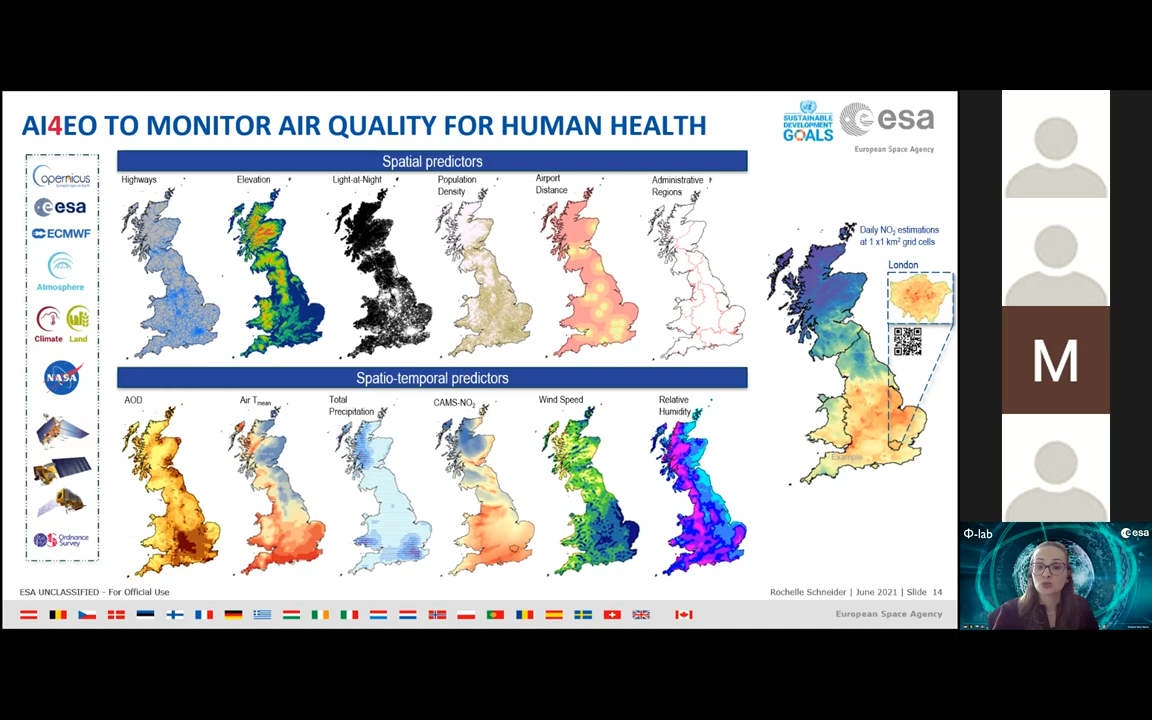 AI4EO TO MONITOR AIR QUALITY FOR HUMAN HEALTH
SUSTAINABLE
DEVELOPMENT
GOALS
esa
European Space Agency
Copernicus
esa
ECMWF
Atmosphere
Climate Land
NASA
Ordnance
Survey
Spatial predictors
Highways
Elevation
Light-at-Night
Population
Density
Airport
Distance
Administrative
Regions
Spatio-temporal predictors
AOD
Air Tmean
Total
Precipitation
CAMS-NO2
Wind Speed
Relative
Humidity
Daily NO2 estimations
at 1 x1 km2 grid cells
London
Example
ESA UNCLASSIFIED - For Official Use
Rochelle Schneider | June 2021 | Slide 14
European Space Agency
M
Φ-lab
esa